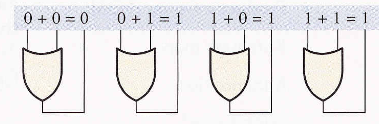 0 + 0 = 0 0 + 1 = 1 1 + 0 = 1 1 + 1 = 1